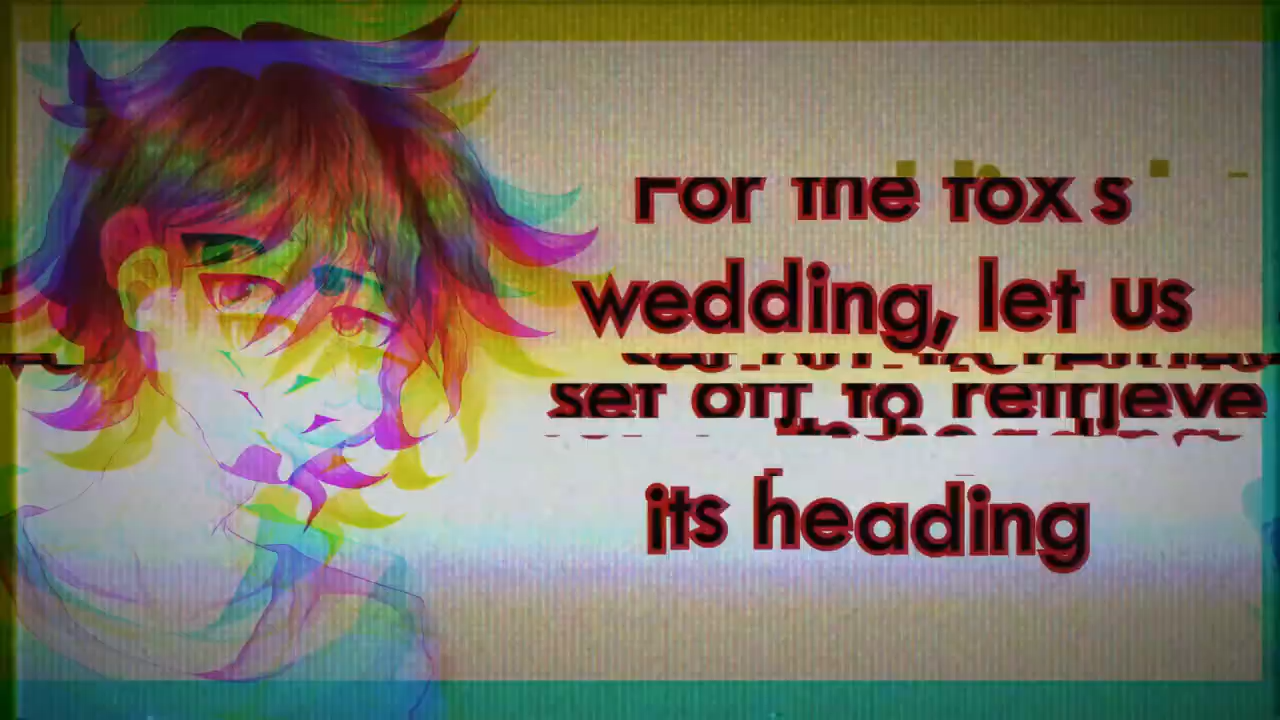 For the fox's
wedding, let us
set off, to retrieve
its heading